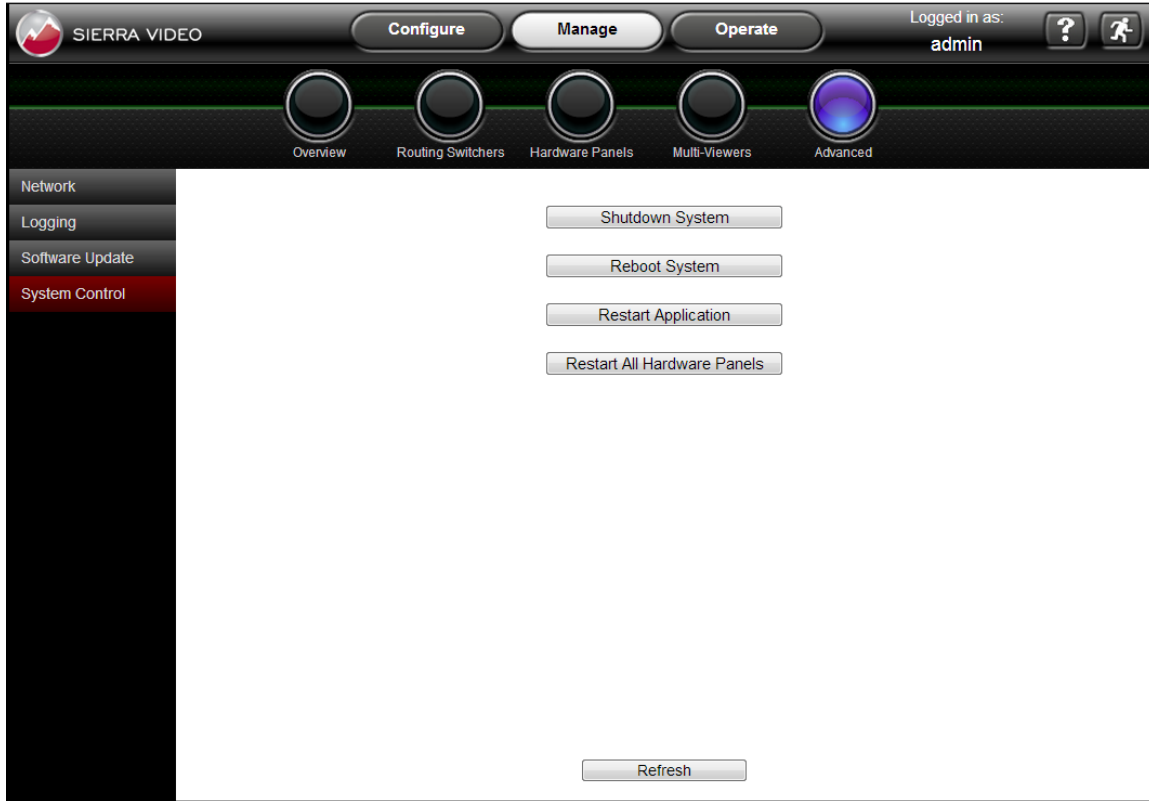 SIERRA VIDEO
Configure
Manage
Operate
Logged in as:
admin
?
Overview
Routing Switchers
Hardware Panels
Multi-Viewers
Advanced
Network
Logging
Software Update
System Control
Shutdown System
Reboot System
Restart Application
Restart All Hardware Panels
Refresh